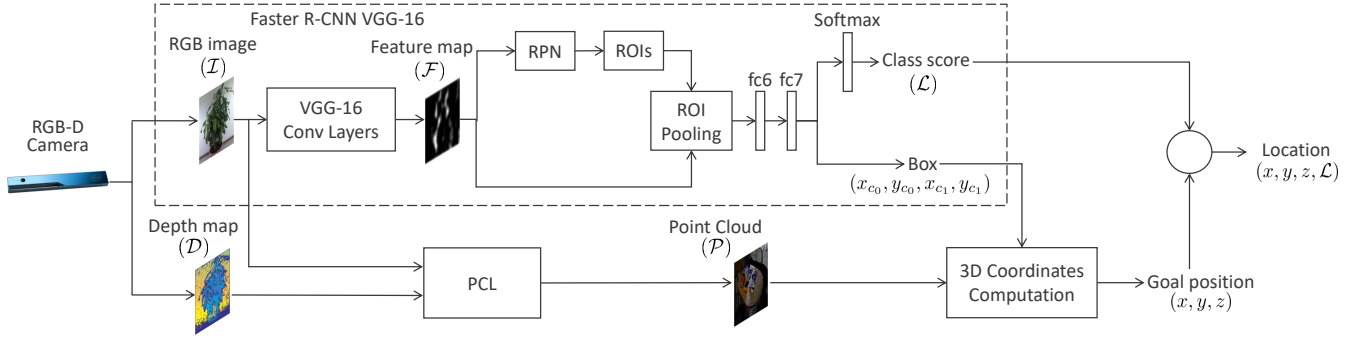 Faster R-CNN VGG-16
RGB-D
Camera
RGB image
(ℐ)
VGG-16
Conv Layers
Feature map
(ℱ)
RPN
ROIs
ROI
Pooling
fc6
fc7
Softmax
Class score
(ℒ)
Box
(x_{c_0}, y_{c_0}, x_{c_1}, y_{c_1})
Depth map
(𝒟)
PCL
Point Cloud
(𝒫)
3D Coordinates
Computation
Goal position
(x, y, z)
Location
(x, y, z, ℒ)